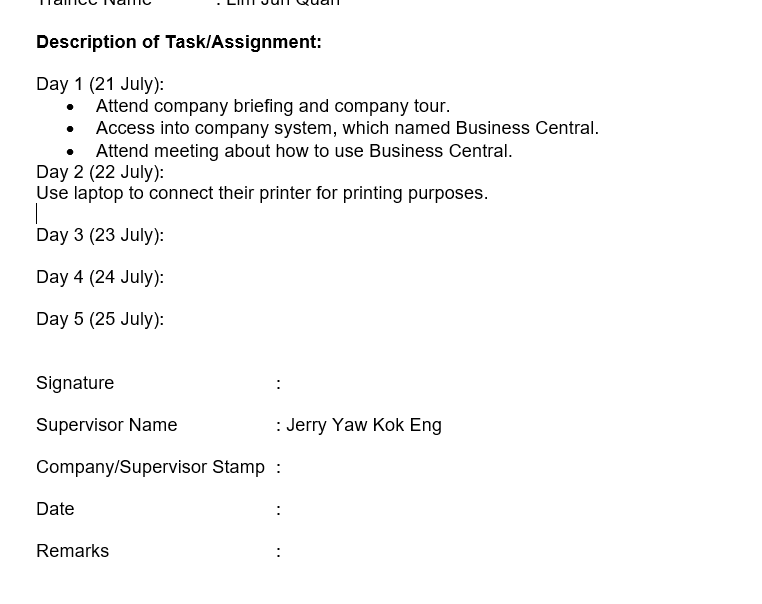 Trainee Name : Lim Jun Quan
Description of Task/Assignment:
Day 1 (21 July):
• Attend company briefing and company tour.
• Access into company system, which named Business Central.
• Attend meeting about how to use Business Central.
Day 2 (22 July):
Use laptop to connect their printer for printing purposes.
Day 3 (23 July):
Day 4 (24 July):
Day 5 (25 July):
Signature :
Supervisor Name : Jerry Yaw Kok Eng
Company/Supervisor Stamp :
Date :
Remarks :